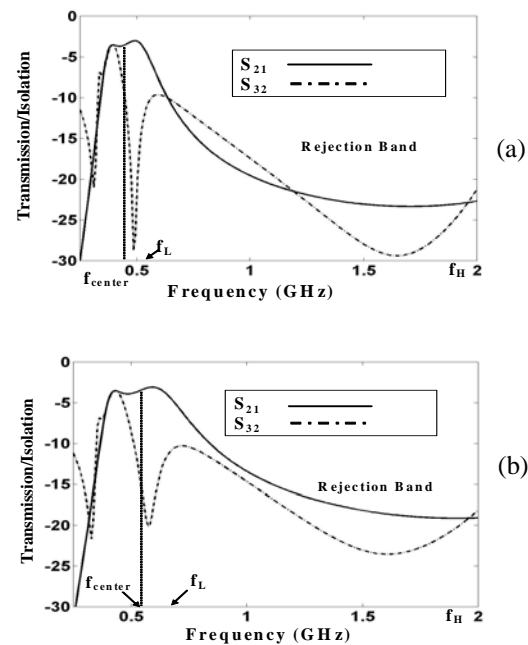 -5
-10
-15
-20
-25
-30
Transmission/Isolation
S21
S32
Rejection Band
(a)
fcenter
0.5
fL
1
1.5
fH
2
Frequency (GHz)
0
-5
-10
-15
-20
-25
-30
Transmission/Isolation
S21
S32
Rejection Band
(b)
fcenter
fL
0.5
1
1.5
fH
2
Frequency (GHz)